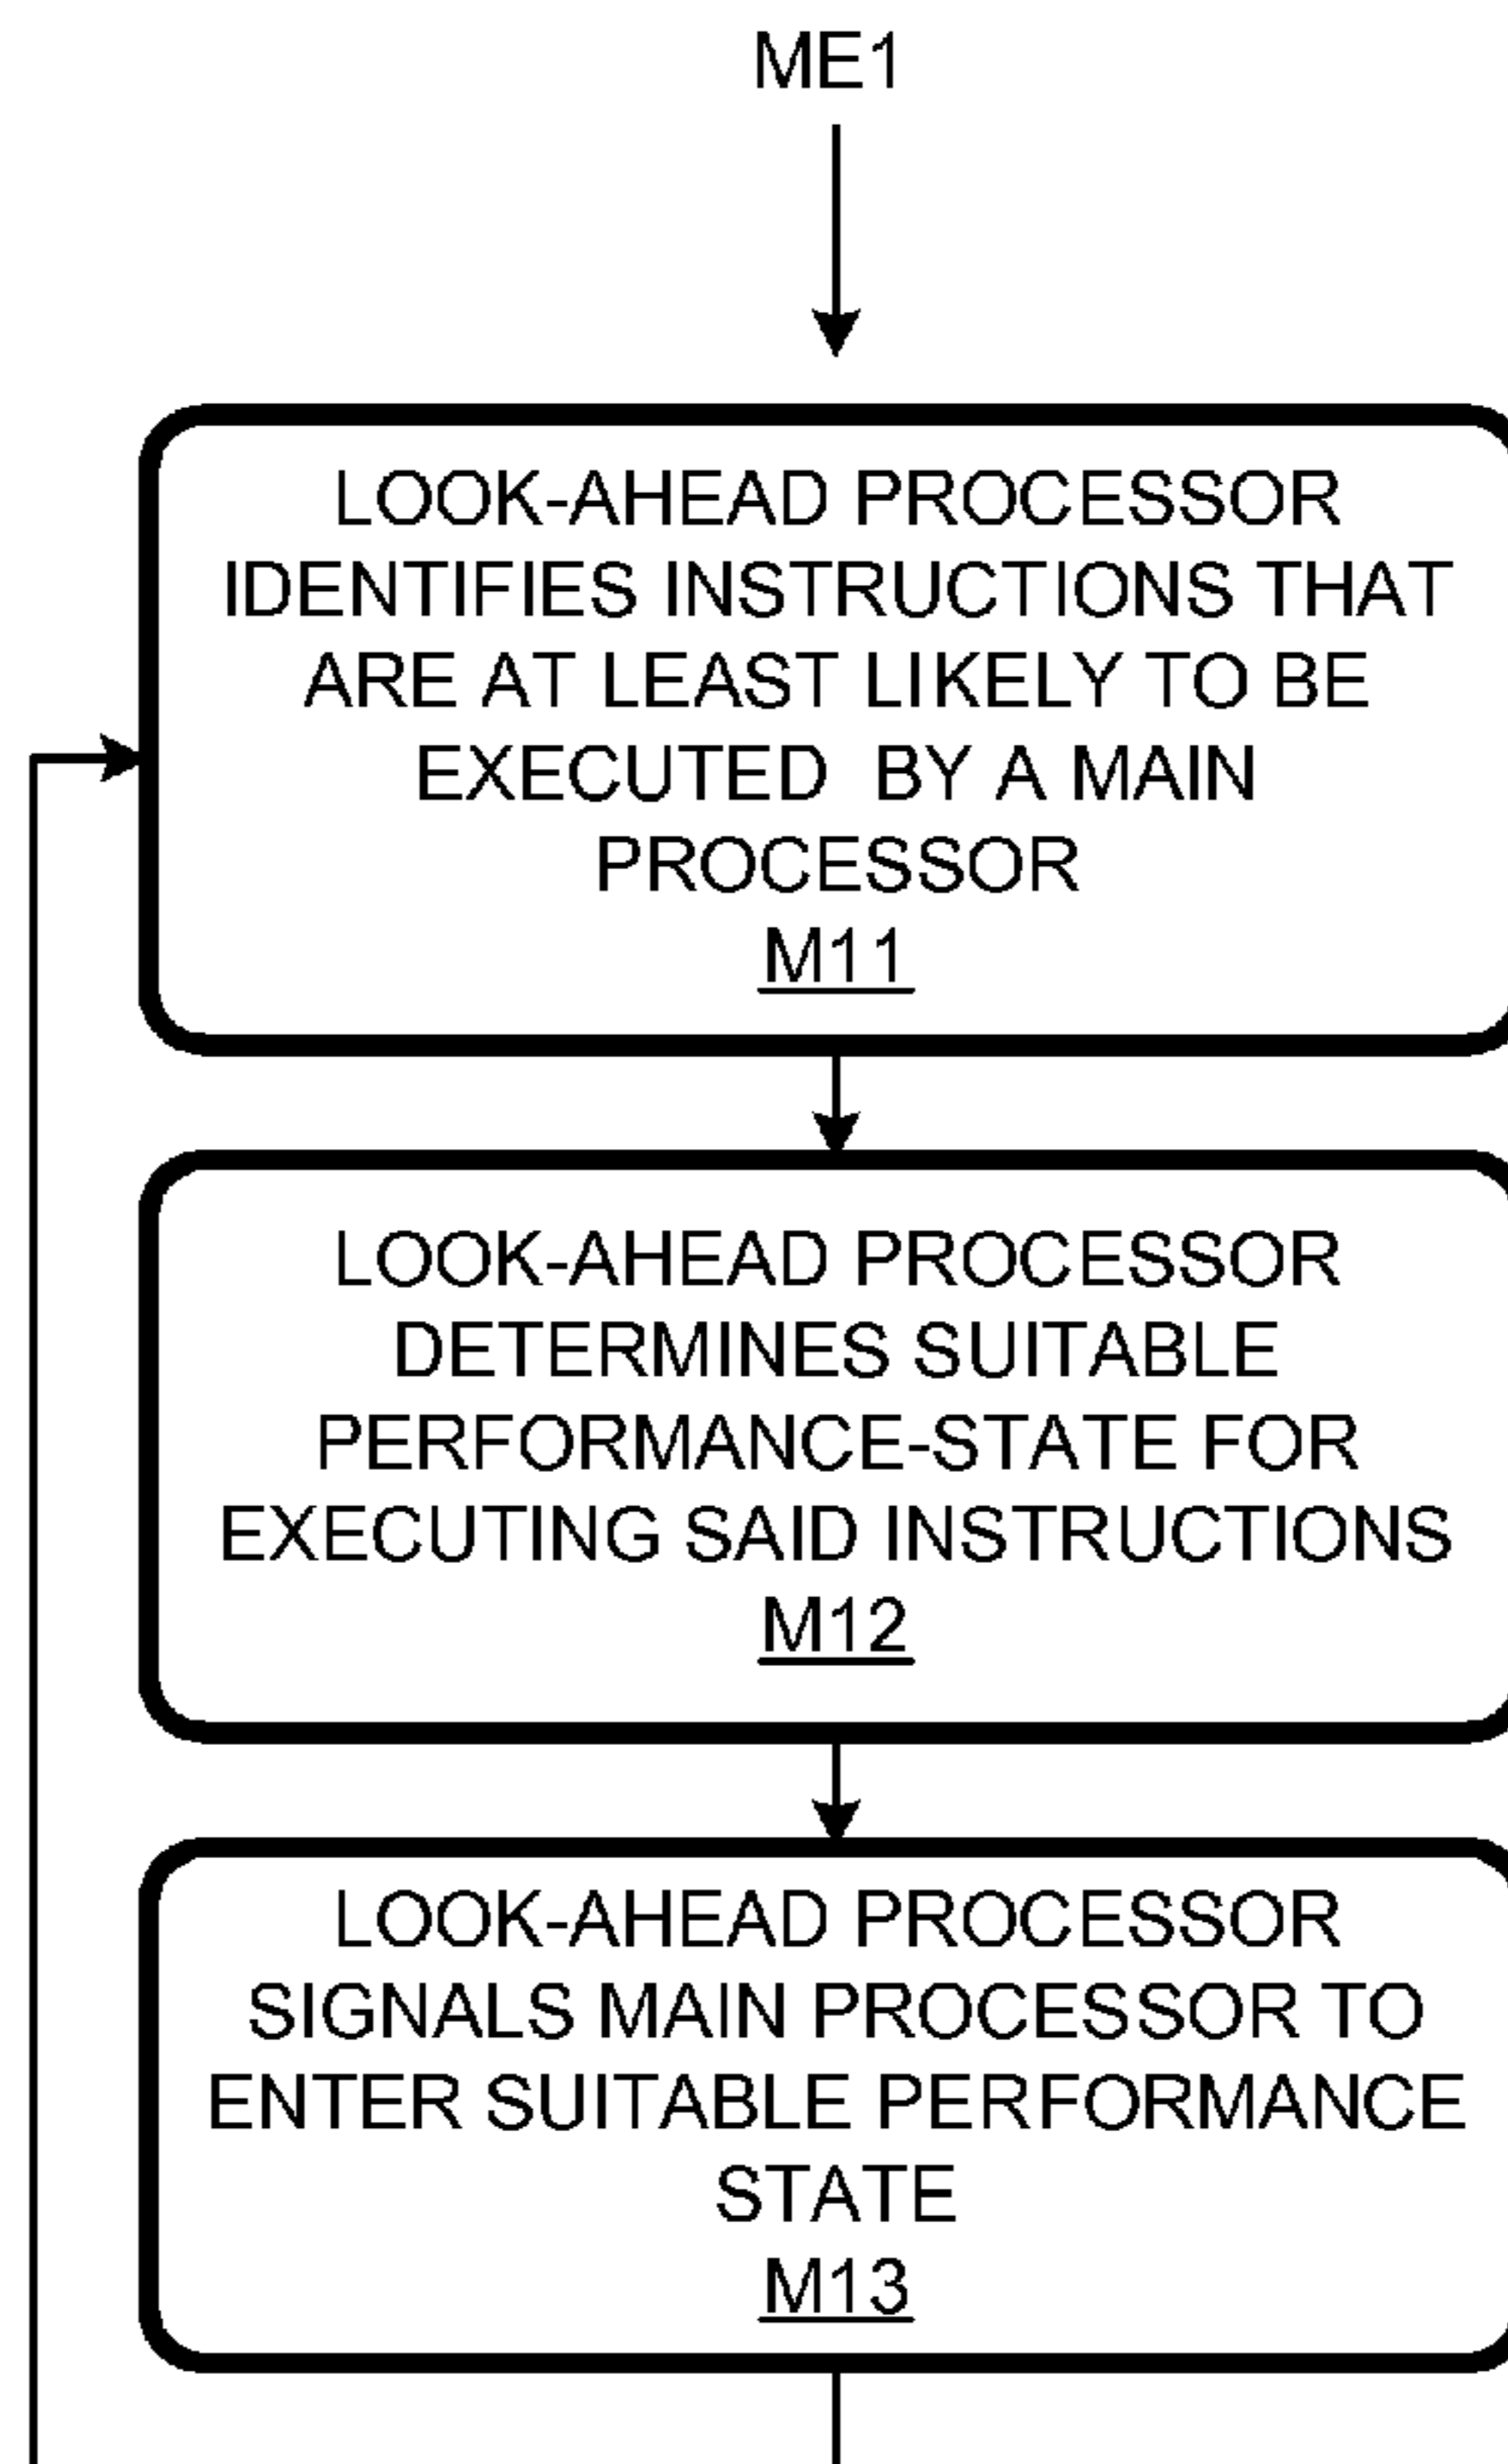 ME1
LOOK-AHEAD PROCESSOR
IDENTIFIES INSTRUCTIONS THAT
ARE AT LEAST LIKELY TO BE
EXECUTED BY A MAIN
PROCESSOR
M11
LOOK-AHEAD PROCESSOR
DETERMINES SUITABLE
PERFORMANCE-STATE FOR
EXECUTING SAID INSTRUCTIONS
M12
LOOK-AHEAD PROCESSOR
SIGNALS MAIN PROCESSOR TO
ENTER SUITABLE PERFORMANCE
STATE
M13